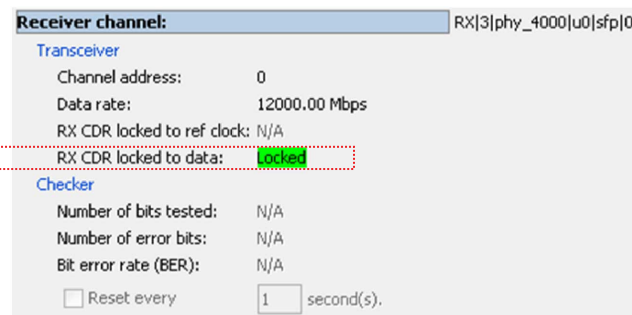 Receiver channel: RX|3|phy_4000|u0|sfp|0
Transceiver
Channel address: 0
Data rate: 12000.00 Mbps
RX CDR locked to ref clock: N/A
RX CDR locked to data: Locked
Checker
Number of bits tested: N/A
Number of error bits: N/A
Bit error rate (BER): N/A
Reset every 1 second(s).